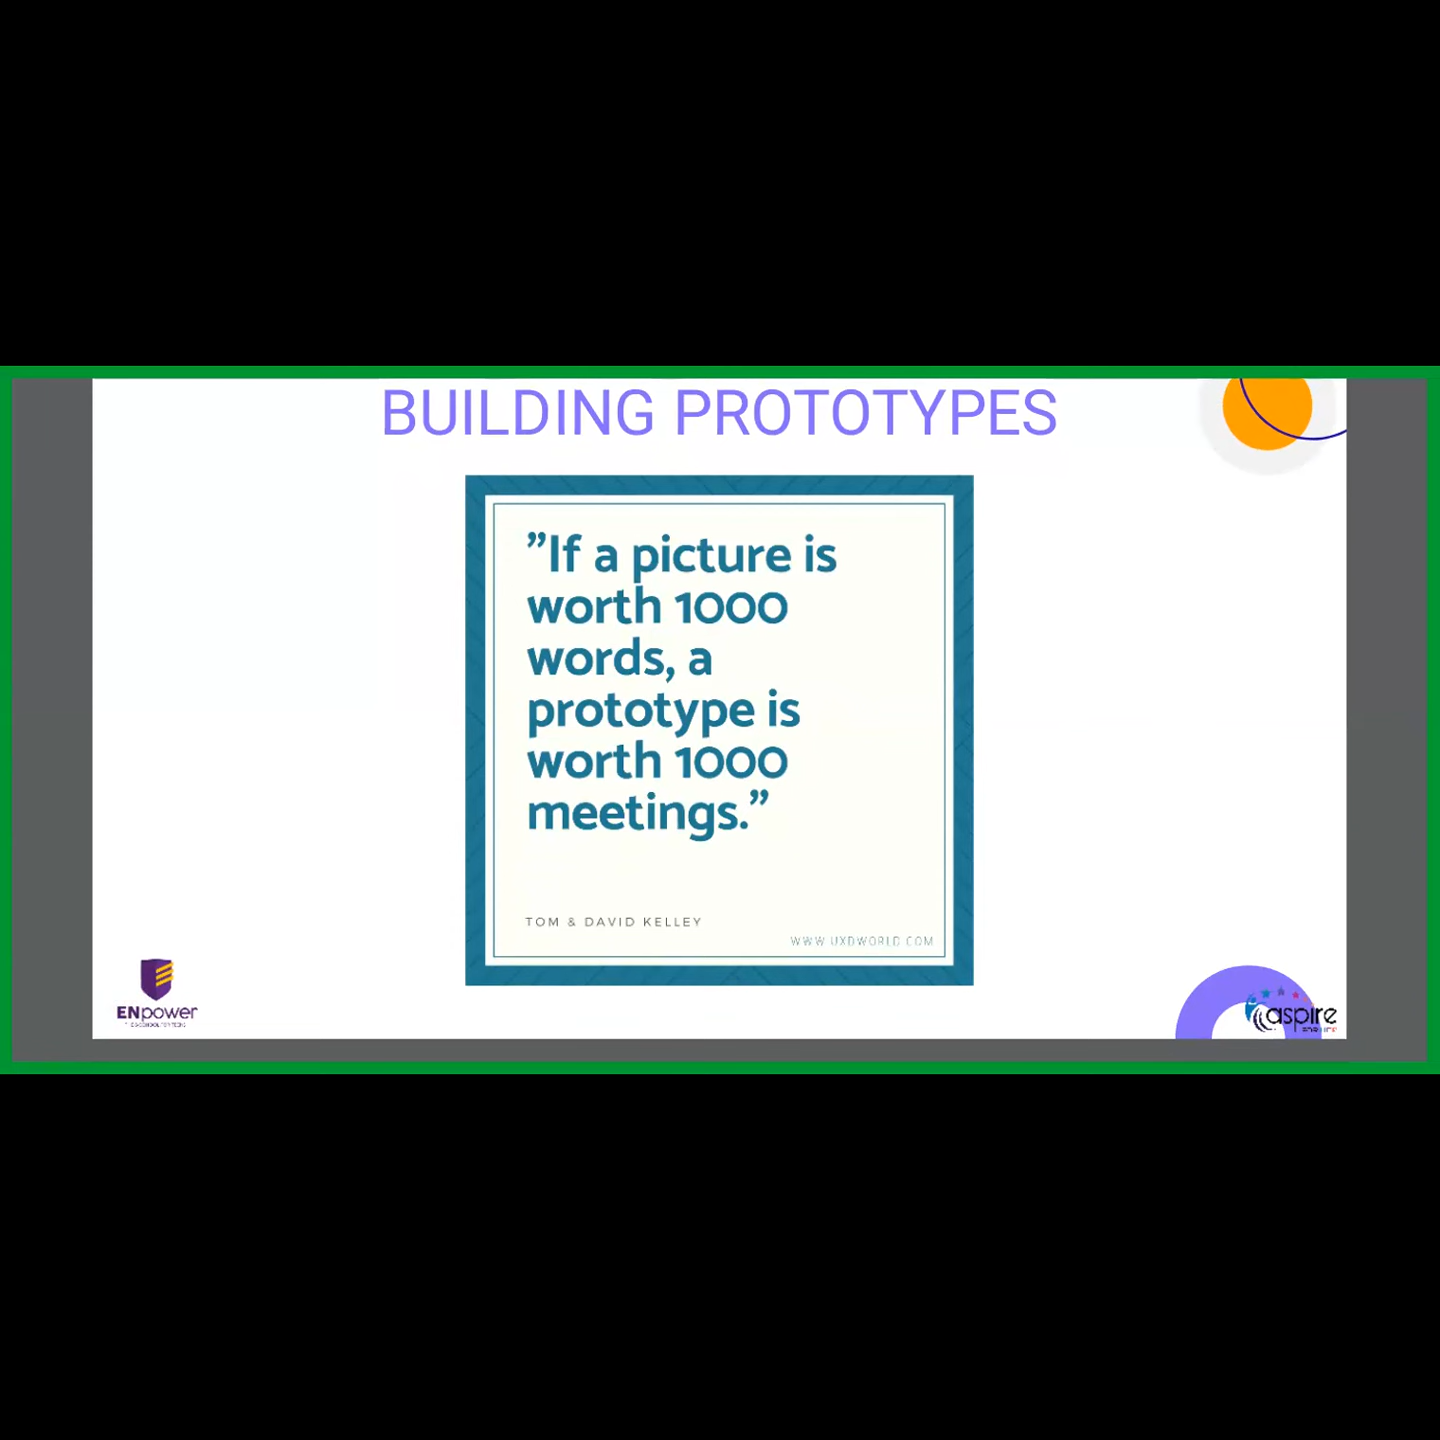 BUILDING PROTOTYPES
”If a picture is
worth 1000
words, a
prototype is
worth 1000
meetings.”
TOM & DAVID KELLEY
WWW.UXDWORLD.COM
ENpower
aspire